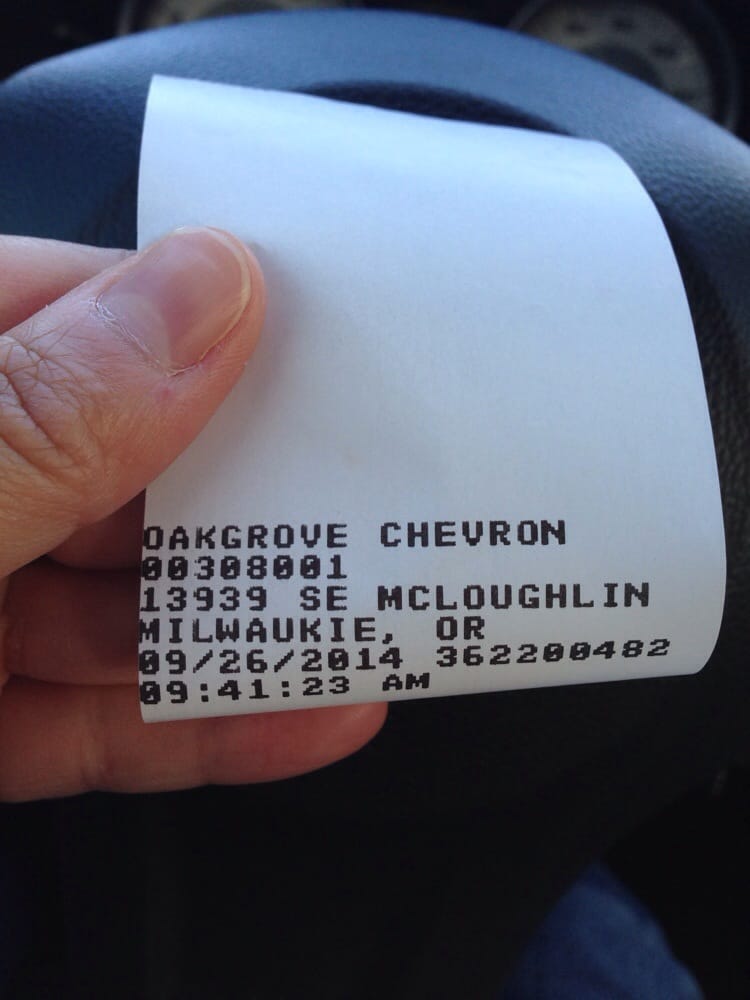 OAKGROVE CHEVRON
00308001
13939 SE MCLOUGHLIN
MILWAUKIE, OR
09/26/2014 362200482
09:41:23 AM